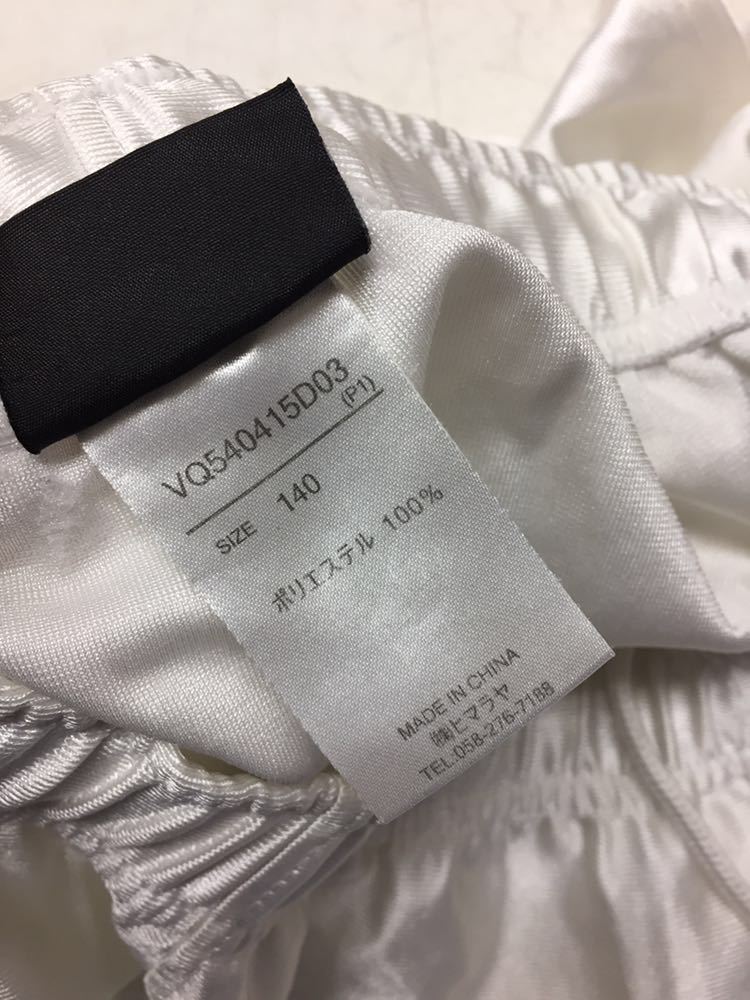 VQ540415D03
(P1)
SIZE 140
ポリエステル 100%
MADE IN CHINA
㈱ヒマラヤ
TEL.058-276-7188